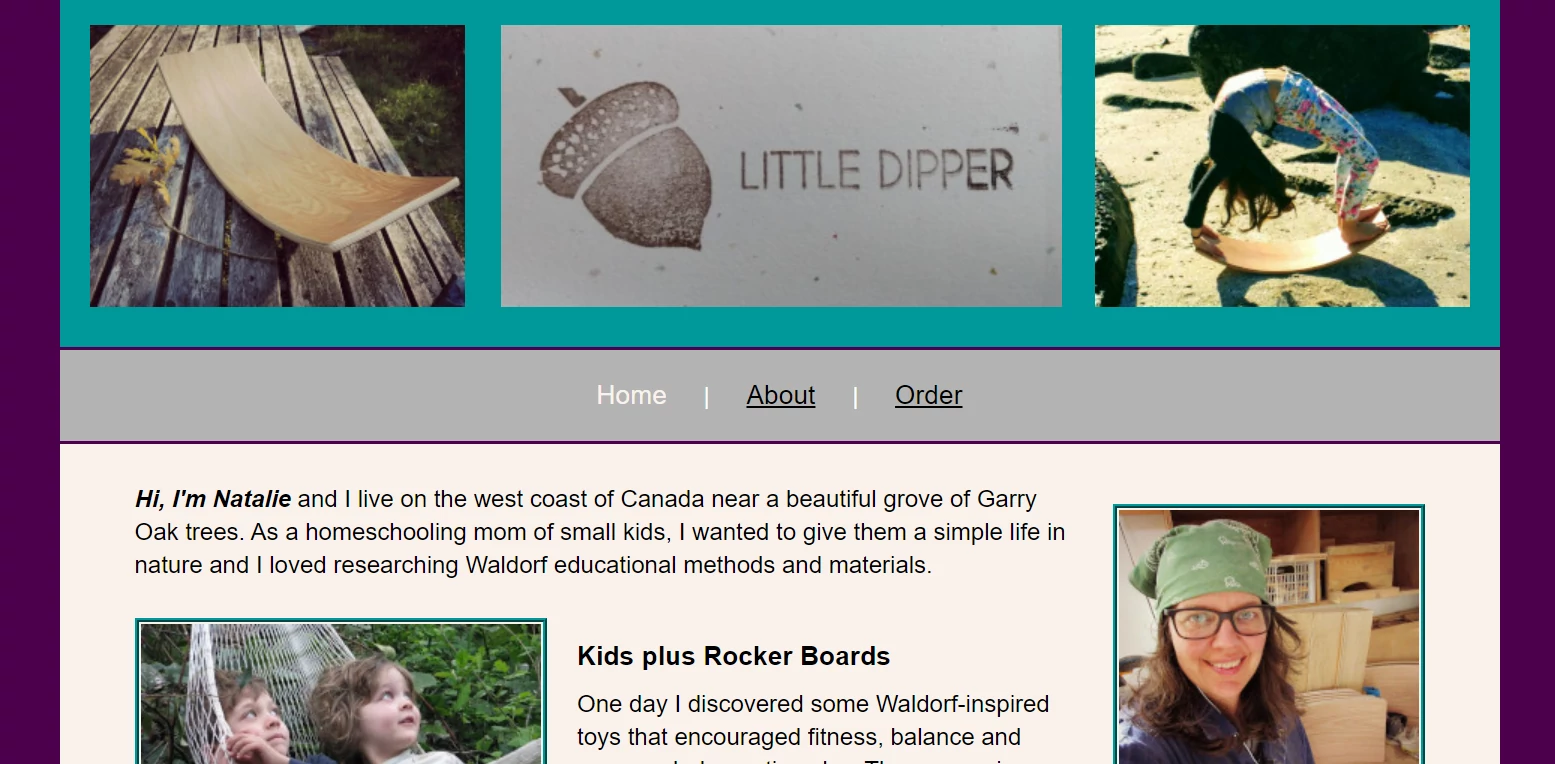 LITTLE DIPPER
Home | About | Order
Hi, I'm Natalie and I live on the west coast of Canada near a beautiful grove of Garry
Oak trees. As a homeschooling mom of small kids, I wanted to give them a simple life in
nature and I loved researching Waldorf educational methods and materials.
Kids plus Rocker Boards
One day I discovered some Waldorf-inspired
toys that encouraged fitness, balance and